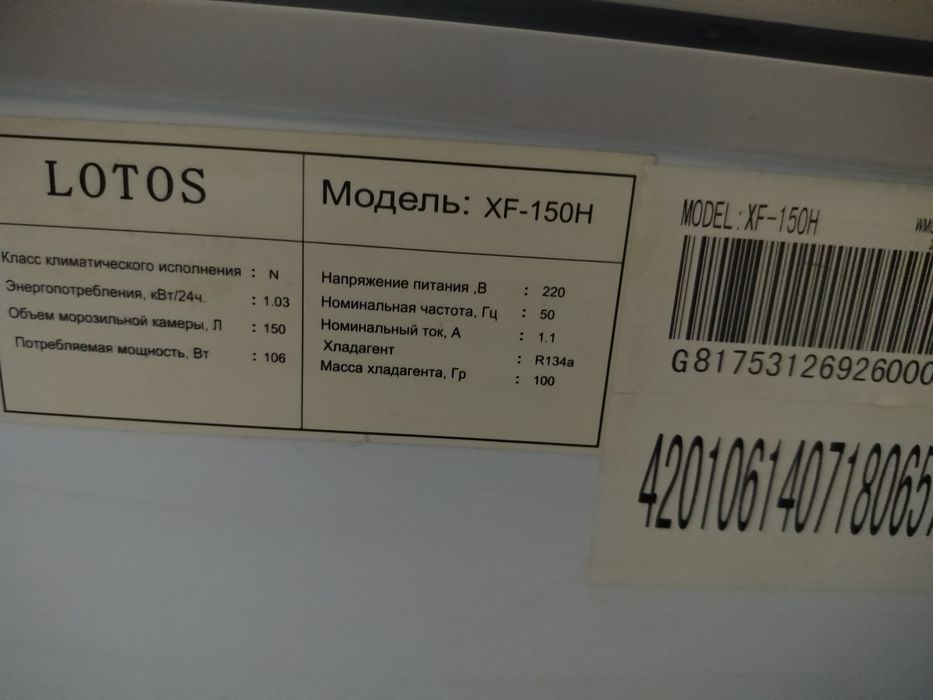 LOTOS
Модель: XF-150H
Класс климатического исполнения : N
Энергопотребления, кВт/24ч. : 1.03
Объем морозильной камеры, Л : 150
Потребляемая мощность, Вт : 106
Напряжение питания ,В : 220
Номинальная частота, Гц : 50
Номинальный ток, А : 1.1
Хладагент : R134a
Масса хладагента, Гр : 100
MODEL:XF-150H
G81753126926000
4201061407180657